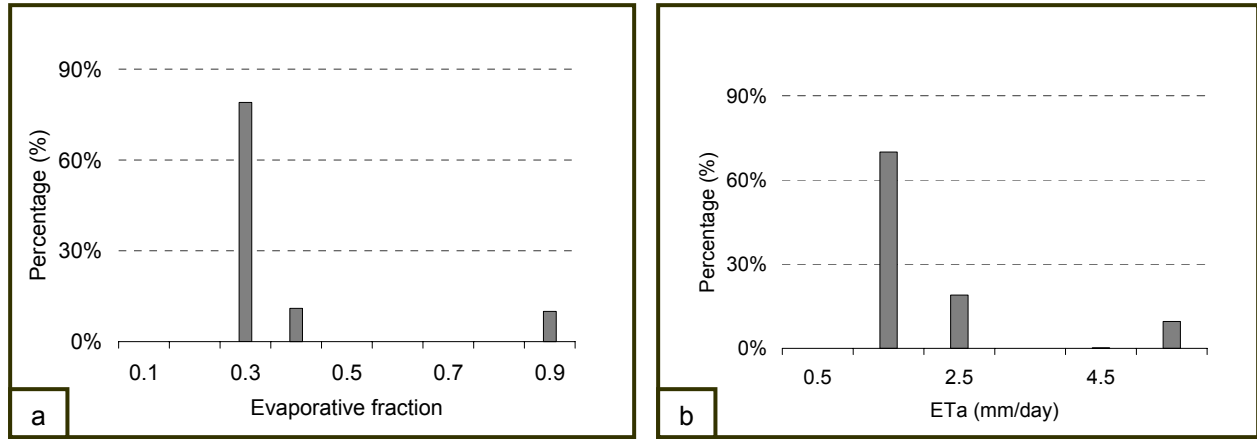 90%
60%
30%
0%
Percentage (%)
0.1 0.3 0.5 0.7 0.9
Evaporative fraction
a
90%
60%
30%
0%
Percentage (%)
0.5 2.5 4.5
ETa (mm/day)
b